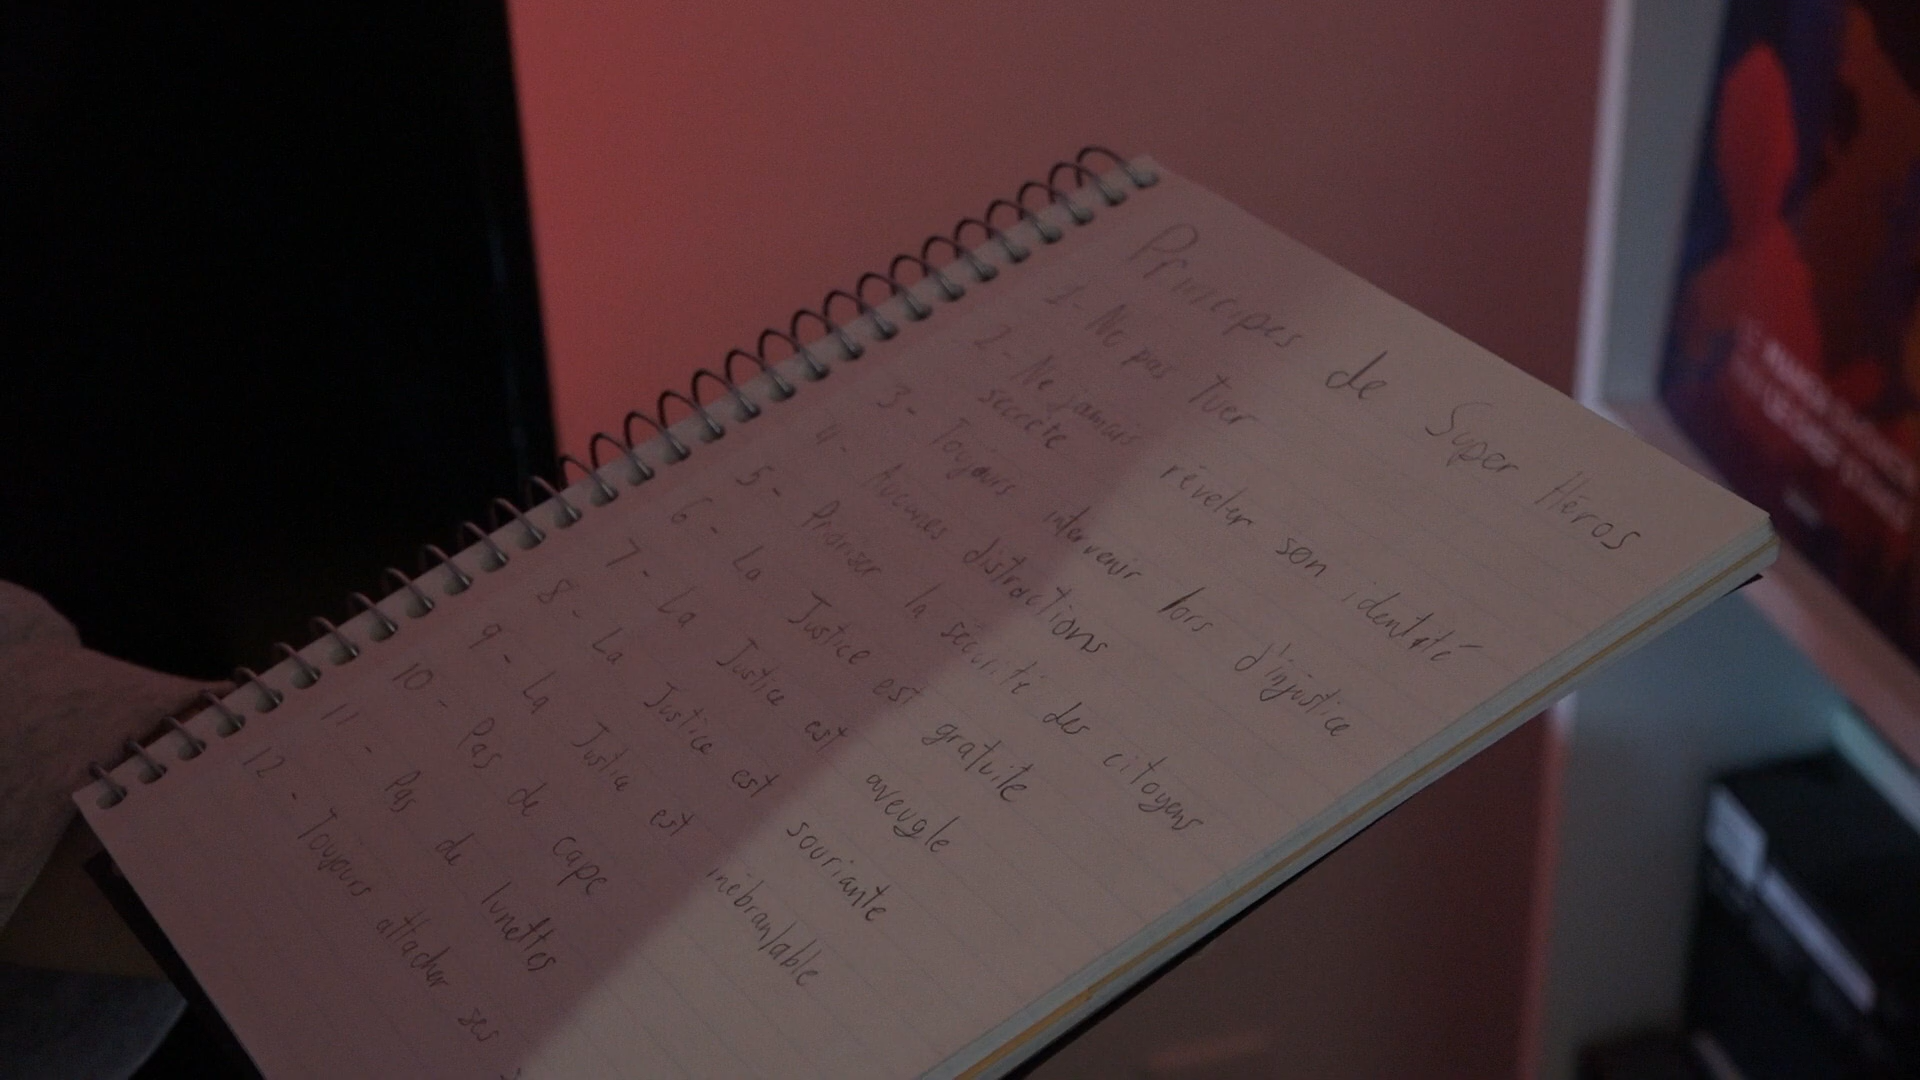 Principes de Super Héros
1- Ne pas tuer
2- Ne jamais révéler son identité
secrète
3- Toujours intervenir lors d'injustice
4- Aucunes distractions
5- Prioriser la sécurité des citoyens
6- La Justice est gratuite
7- La Justice est aveugle
8- La Justice est souriante
9- La Justice est inébranlable
10- Pas de cape
11- Pas de lunettes
12- Toujours attacher ses